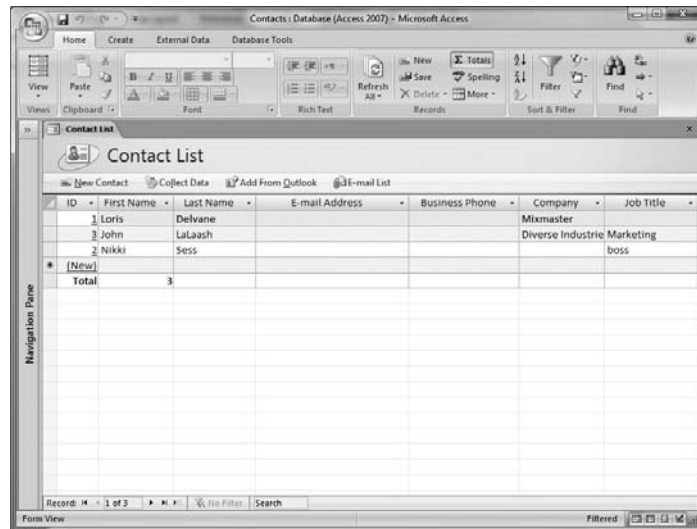 Contacts : Database (Access 2007) - Microsoft Access
Home Create External Data Database Tools
View Paste Refresh All New Save Delete Totals Spelling More Filter Find
B I U A
Views Clipboard Font Rich Text Records Sort & Filter Find
Contact List
Contact List
New Contact Collect Data Add From Outlook E-mail List
ID First Name Last Name E-mail Address Business Phone Company Job Title
1 Loris Delvane Mixmaster
3 John LaLaash Diverse Industrie Marketing
2 Nikki Sess boss
(New)
Total 3
Navigation Pane
Record: 1 of 3 No Filter Search
Form View Filtered